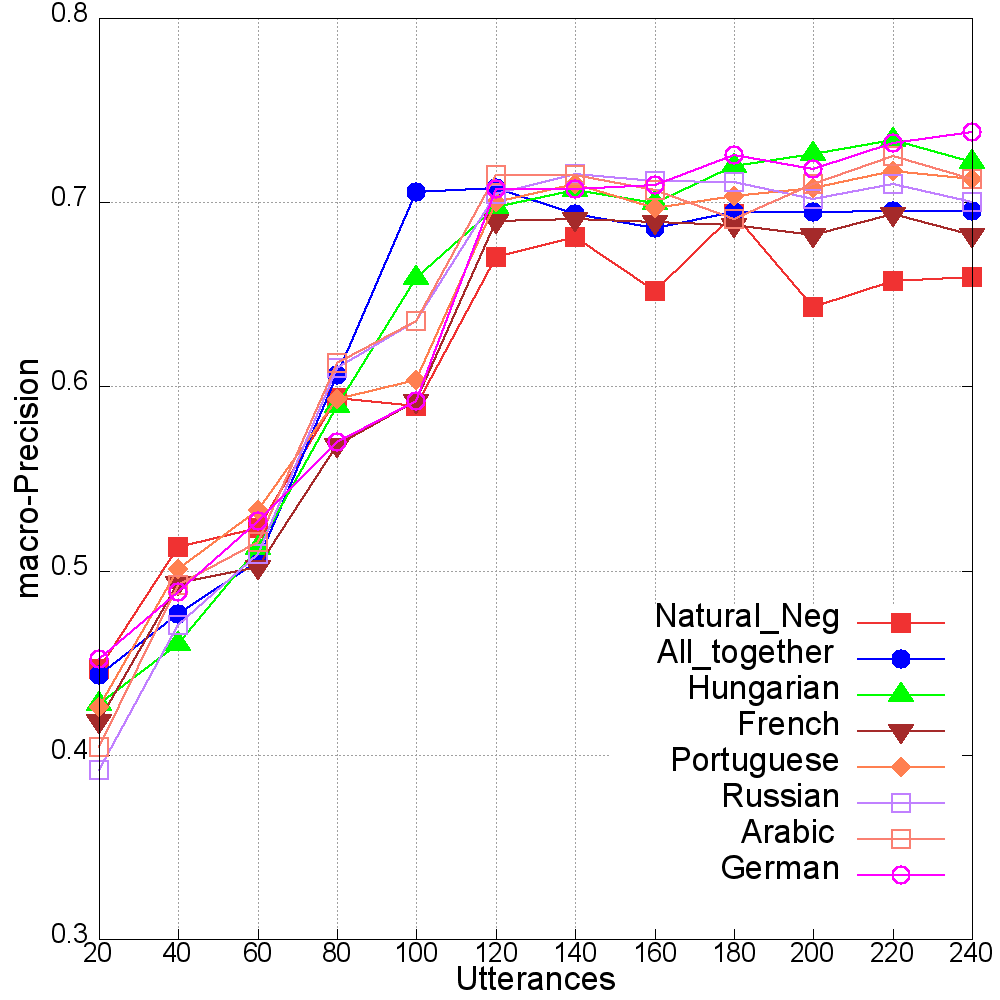 0.8
0.7
0.6
0.5
0.4
0.3
macro-Precision
Natural_Neg
All_together
Hungarian
French
Portuguese
Russian
Arabic
German
20 40 60 80 100 120 140 160 180 200 220 240
Utterances